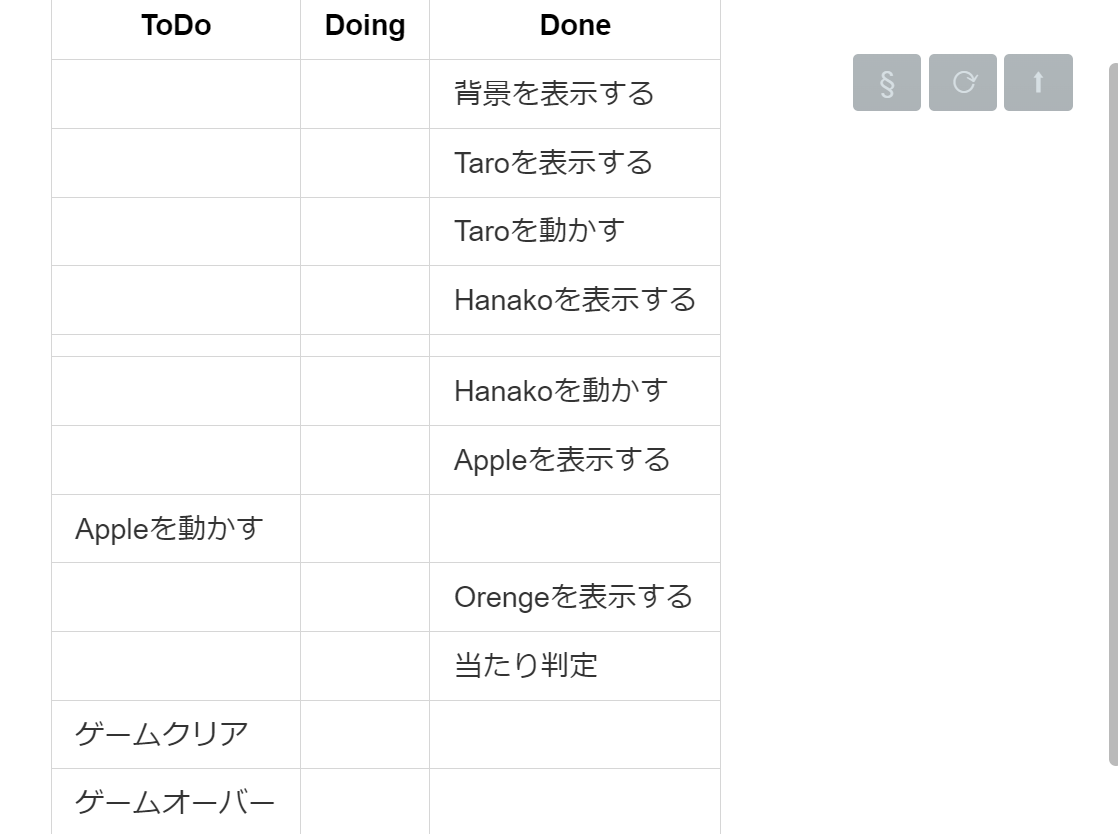 ToDo Doing Done
背景を表示する
§
Taroを表示する
Taroを動かす
Hanakoを表示する
Hanakoを動かす
Appleを表示する
Appleを動かす
Orengeを表示する
当たり判定
ゲームクリア
ゲームオーバー